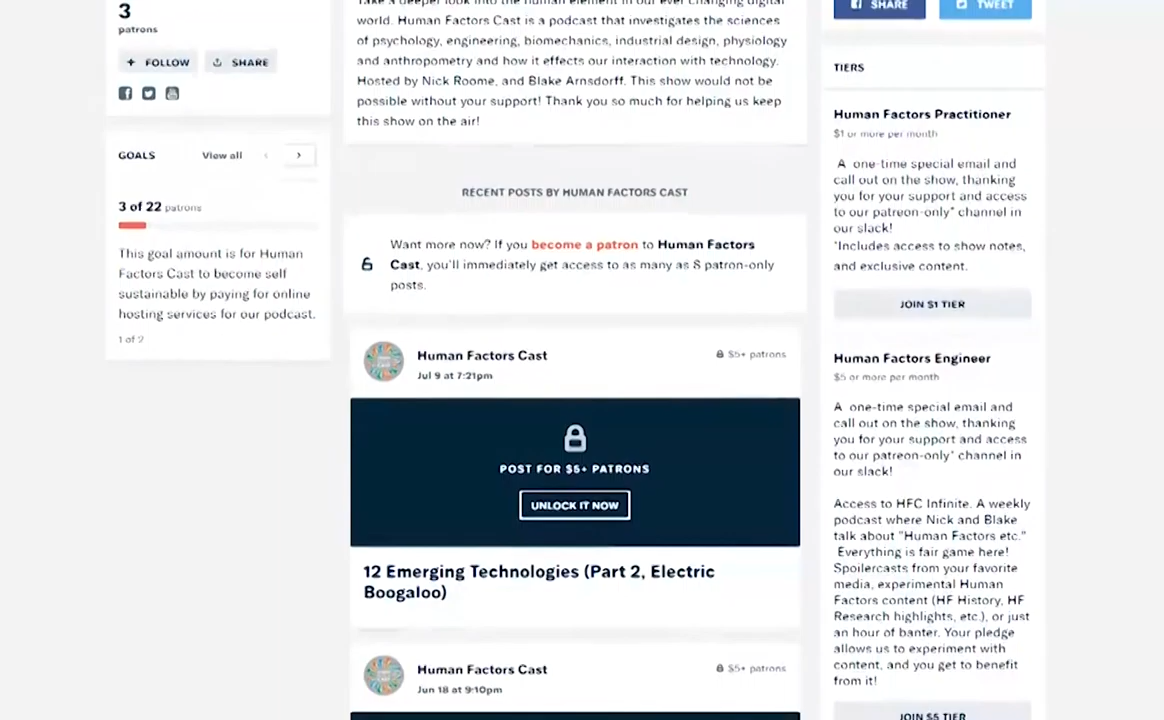 3
patrons
FOLLOW
SHARE
GOALS
View all
3 of 22 patrons
This goal amount is for Human
Factors Cast to become self
sustainable by paying for online
hosting services for our podcast.
1 of 2
Take a deeper look into the human element in our ever changing digital
world. Human Factors Cast is a podcast that investigates the sciences
of psychology, engineering, biomechanics, industrial design, physiology
and anthropometry and how it effects our interaction with technology.
Hosted by Nick Roome, and Blake Arnsdorff. This show would not be
possible without your support! Thank you so much for helping us keep
this show on the air!
RECENT POSTS BY HUMAN FACTORS CAST
Want more now? If you become a patron to Human Factors
Cast, you'll immediately get access to as many as 8 patron-only
posts.
Human Factors Cast
$5+ patrons
Jul 9 at 7:21pm
POST FOR $5+ PATRONS
UNLOCK IT NOW
12 Emerging Technologies (Part 2, Electric
Boogaloo)
Human Factors Cast
$5+ patrons
Jun 18 at 9:10pm
SHARE
TWEET
TIERS
Human Factors Practitioner
$1 or more per month
A one-time special email and
call out on the show, thanking
you for your support and access
to our patreon-only* channel in
our slack!
*Includes access to show notes,
and exclusive content.
JOIN $1 TIER
Human Factors Engineer
$5 or more per month
A one-time special email and
call out on the show, thanking
you for your support and access
to our patreon-only* channel in
our slack!
Access to HFC Infinite. A weekly
podcast where Nick and Blake
talk about "Human Factors etc."
Everything is fair game here!
Spoilercasts from your favorite
media, experimental Human
Factors content (HF History, HF
Research highlights, etc.), or just
an hour of banter. Your pledge
allows us to experiment with
content, and you get to benefit
from it!
JOIN $5 TIER